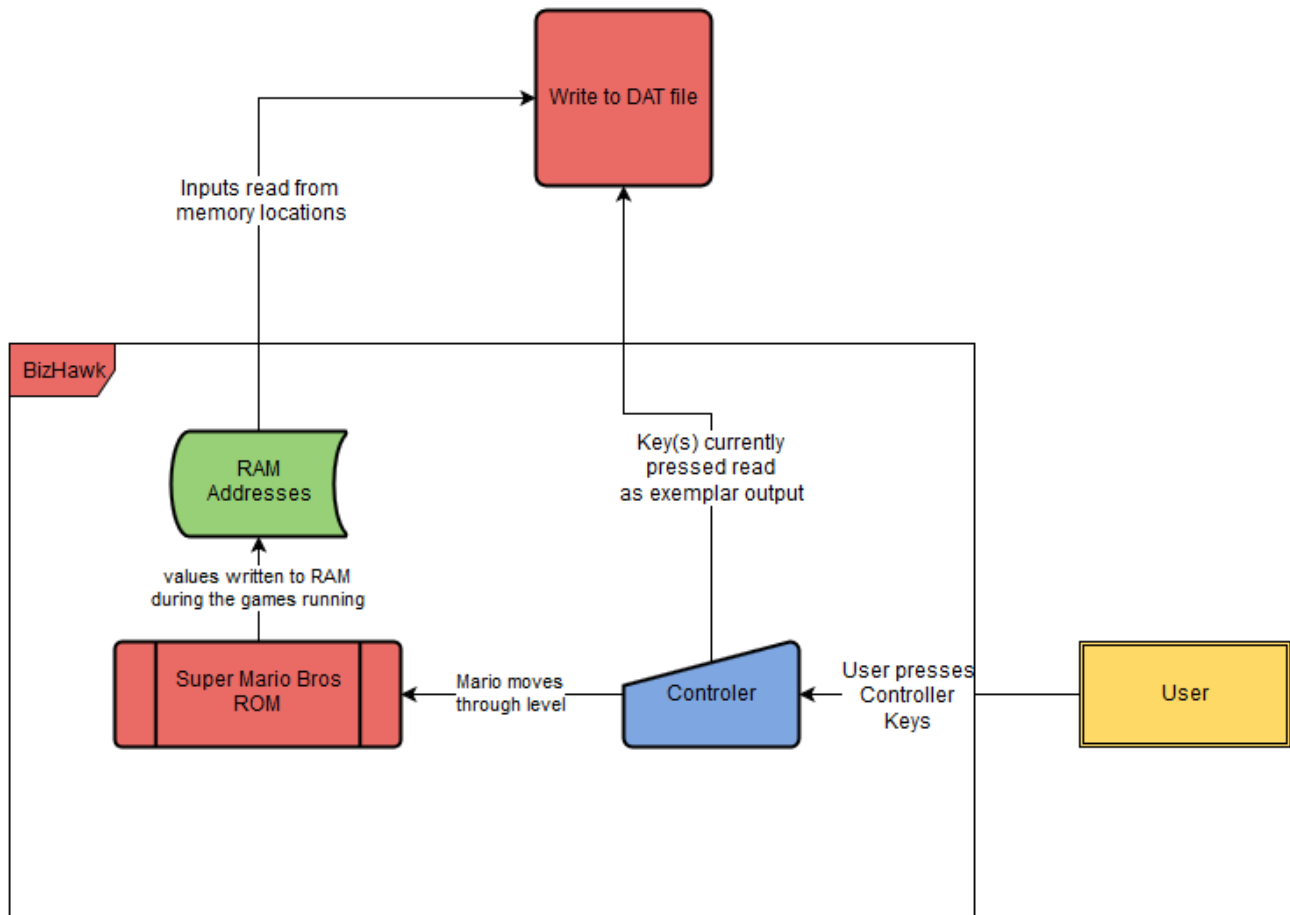 Write to DAT file
Inputs read from
memory locations
BizHawk
RAM
Addresses
Key(s) currently
pressed read
as exemplar output
values written to RAM
during the games running
Super Mario Bros
ROM
Mario moves
through level
Controler
User presses
Controller
Keys
User